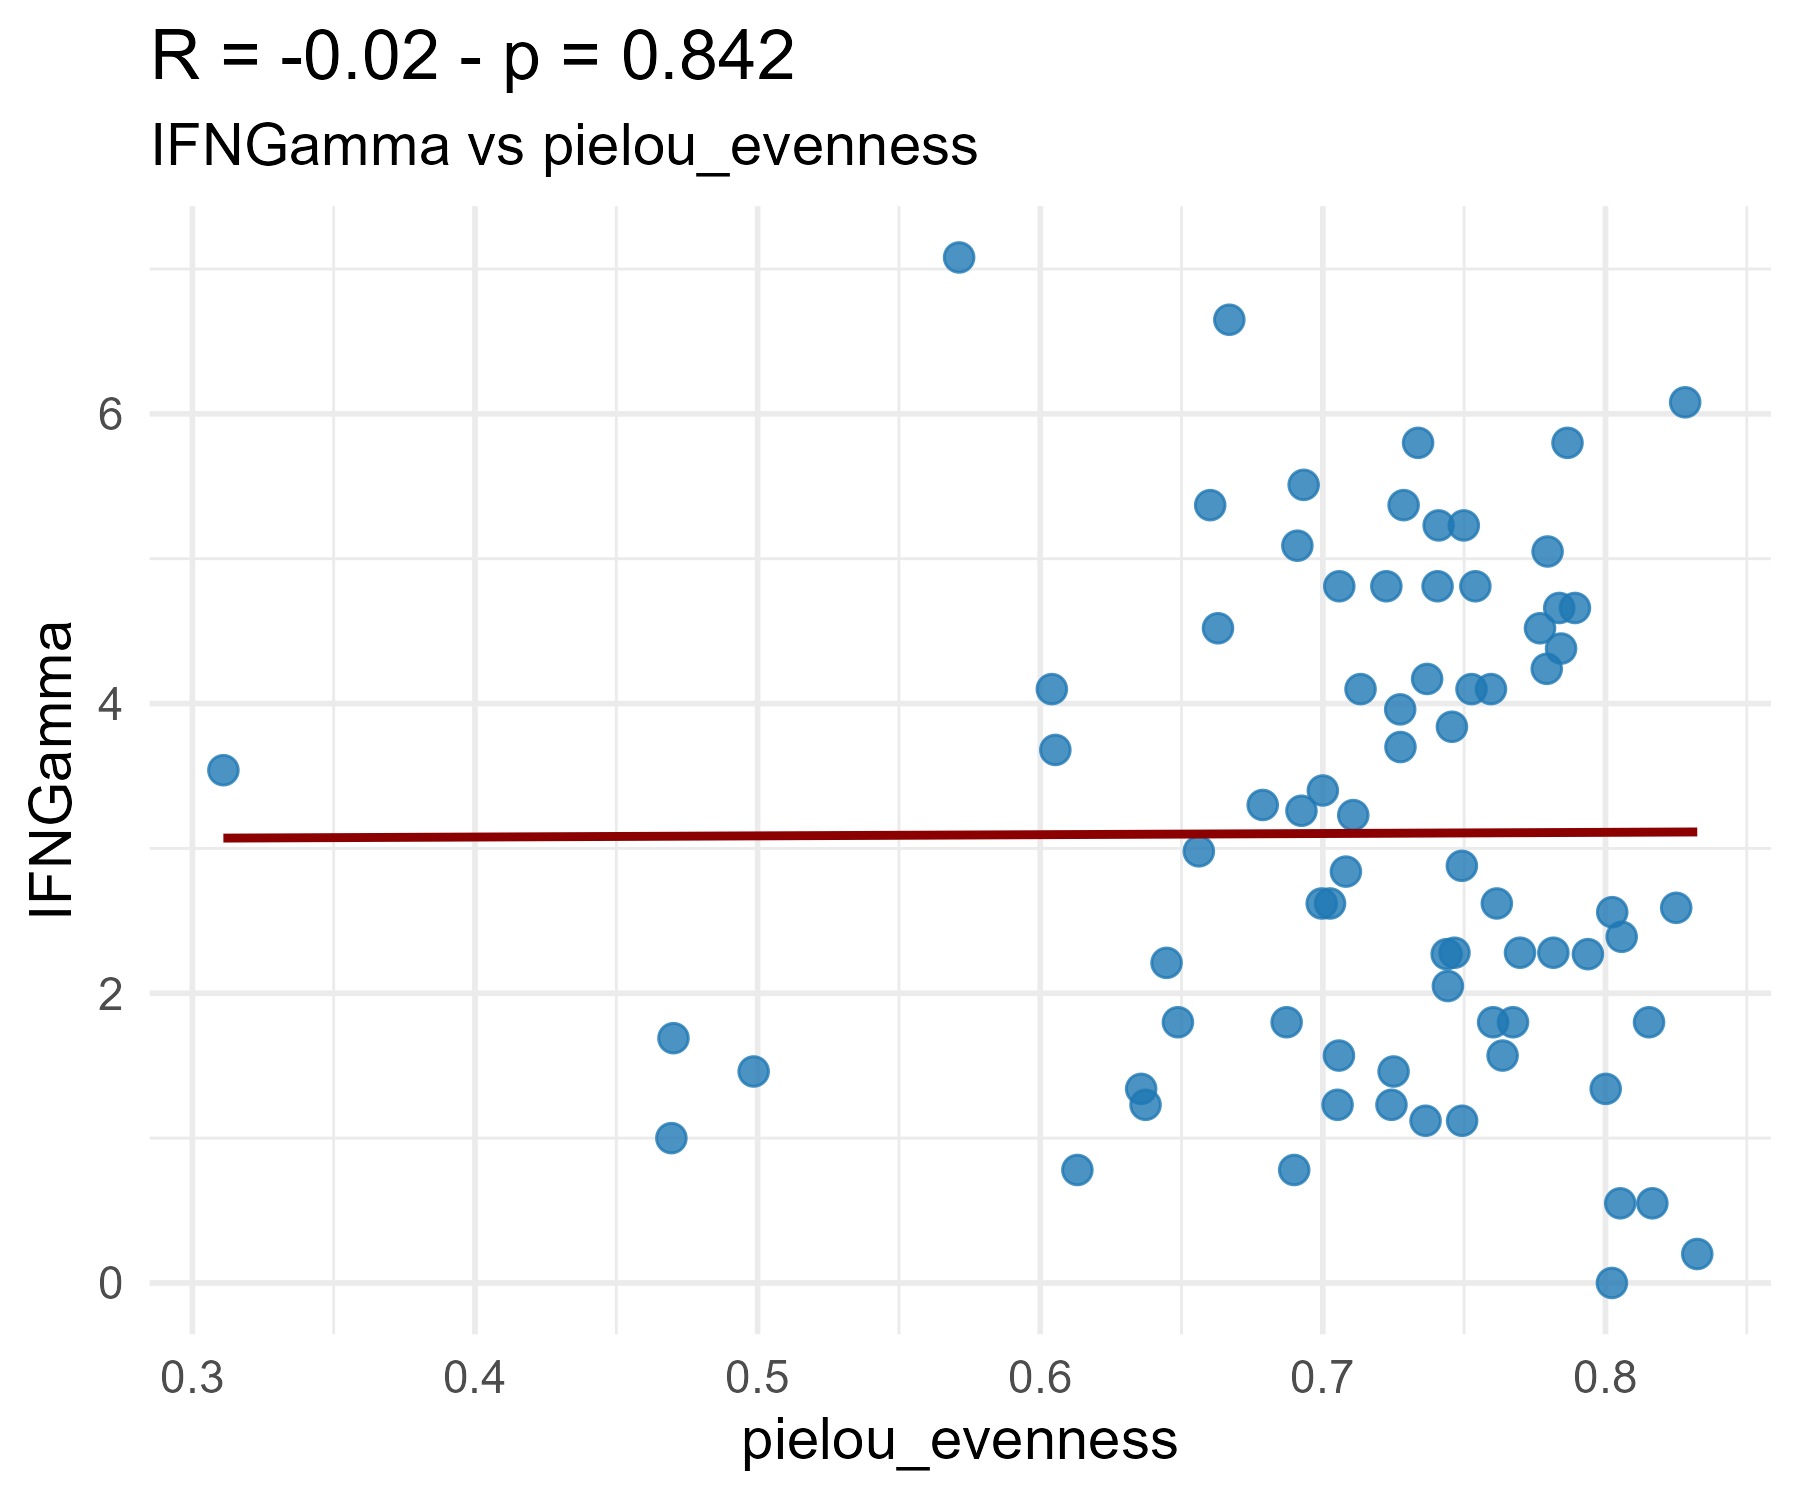 R = -0.02 - p = 0.842
IFNGamma vs pielou_evenness
IFNGamma
6
4
2
0
0.3 0.4 0.5 0.6 0.7 0.8
pielou_evenness